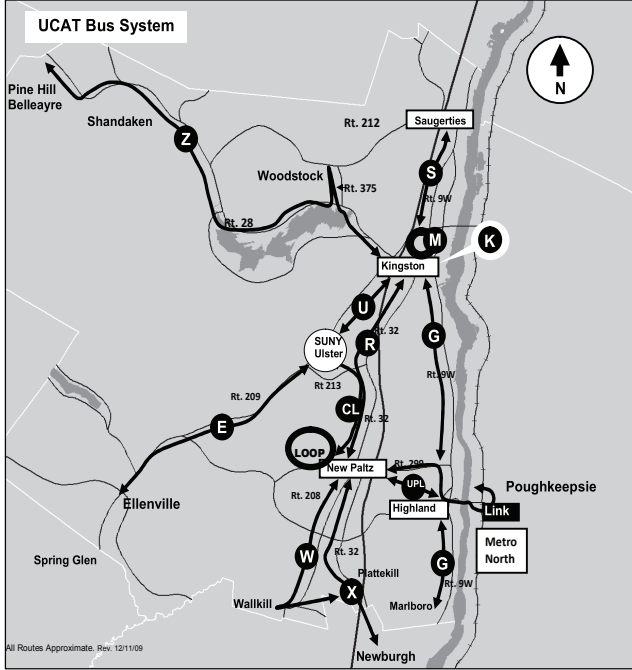 UCAT Bus System
N
Pine Hill
Belleayre
Shandaken
Z
Rt. 212
Saugerties
Woodstock
Rt. 375
S
Rt. 9W
Rt. 28
M
K
Kingston
U
Rt. 32
SUNY
Ulster
R
G
Rt. 9W
Rt 213
Rt. 209
CL
Rt. 32
E
LOOP
New Paltz
Rt. 299
UPL
Poughkeepsie
Rt. 208
Ellenville
Highland
Link
Metro
North
Spring Glen
W
Rt. 32
G
Plattekill
Rt. 9W
X
Wallkill
Marlboro
Newburgh
All Routes Approximate. Rev. 12/11/09